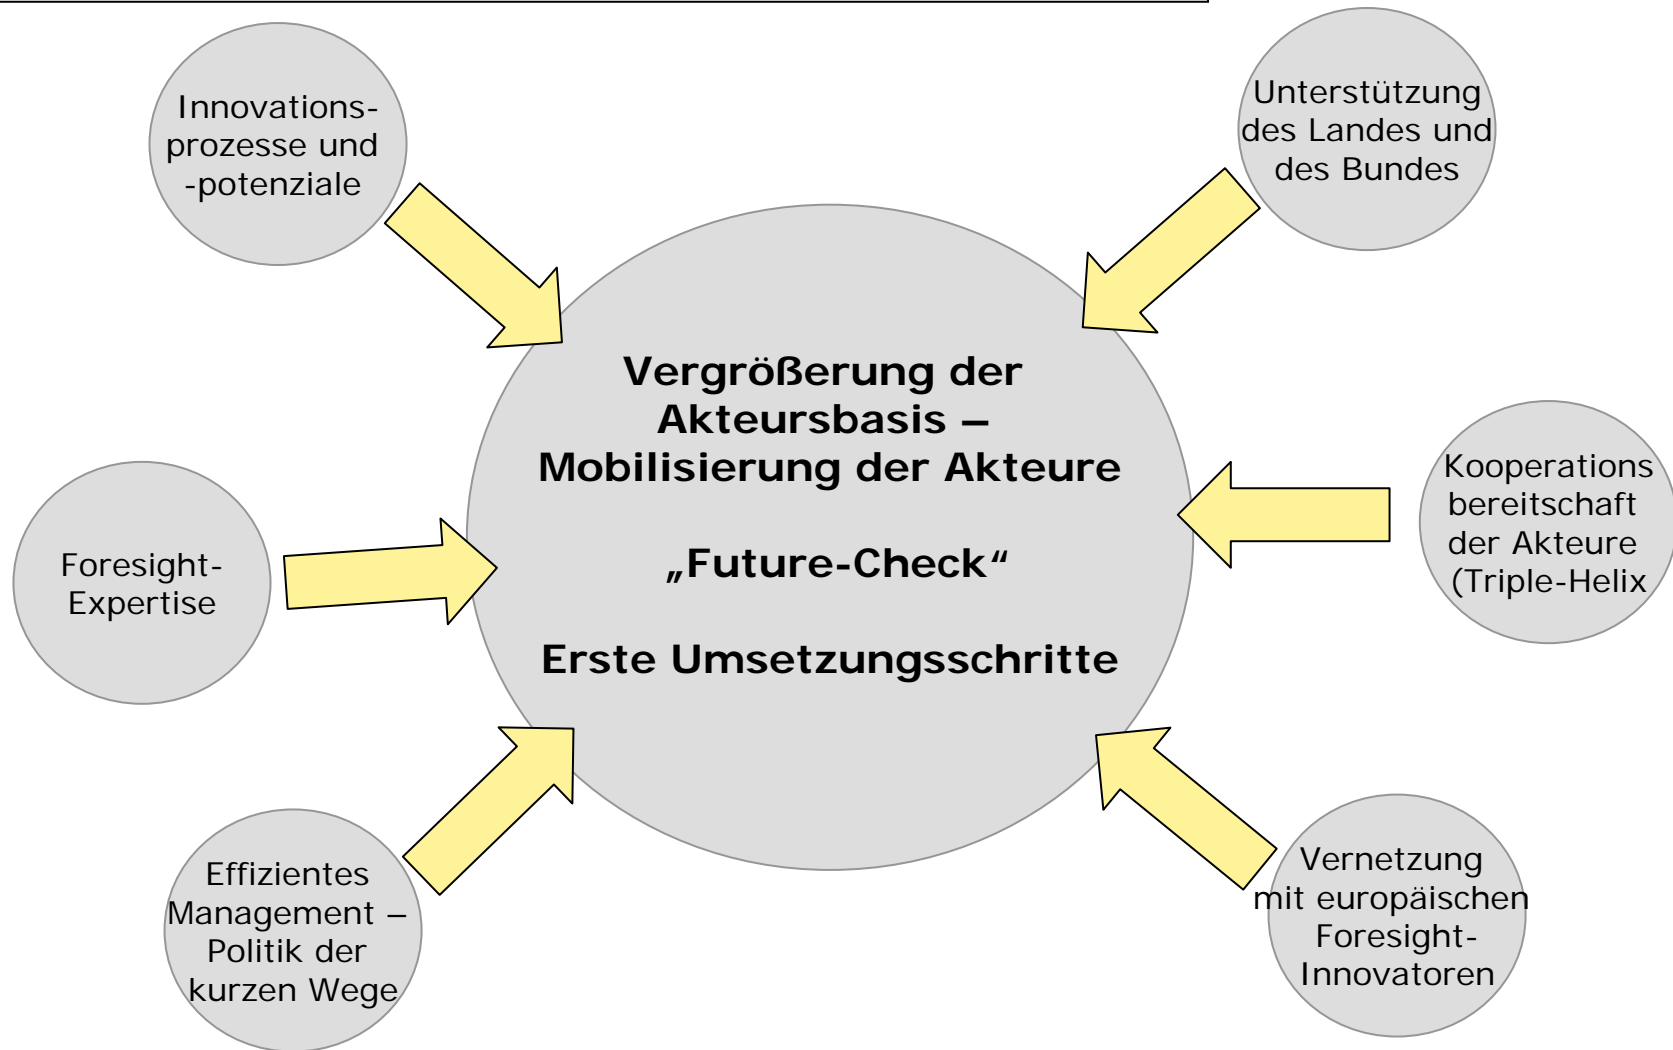 Innovations-
prozesse und
-potenziale
Unterstützung
des Landes und
des Bundes
Vergrößerung der
Akteursbasis –
Mobilisierung der Akteure
„Future-Check“
Erste Umsetzungsschritte
Kooperations
bereitschaft
der Akteure
(Triple-Helix
Foresight-
Expertise
Effizientes
Management –
Politik der
kurzen Wege
Vernetzung
mit europäischen
Foresight-
Innovatoren